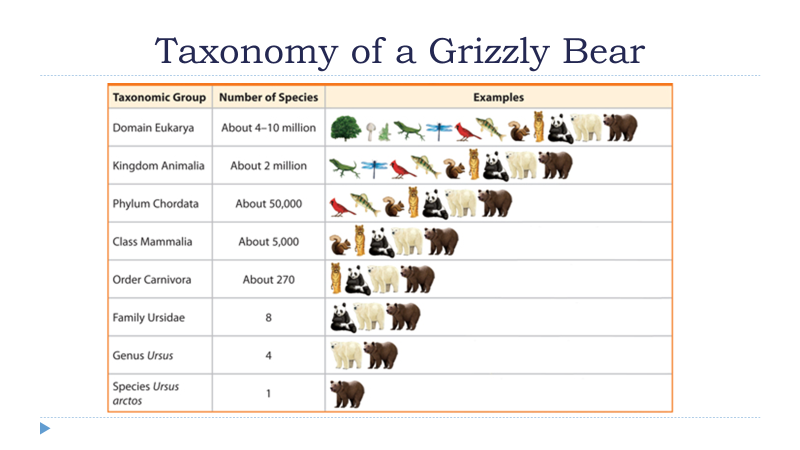 Taxonomy of a Grizzly Bear
Taxonomic Group Number of Species Examples
Domain Eukarya About 4–10 million
Kingdom Animalia About 2 million
Phylum Chordata About 50,000
Class Mammalia About 5,000
Order Carnivora About 270
Family Ursidae 8
Genus Ursus 4
Species Ursus
arctos 1